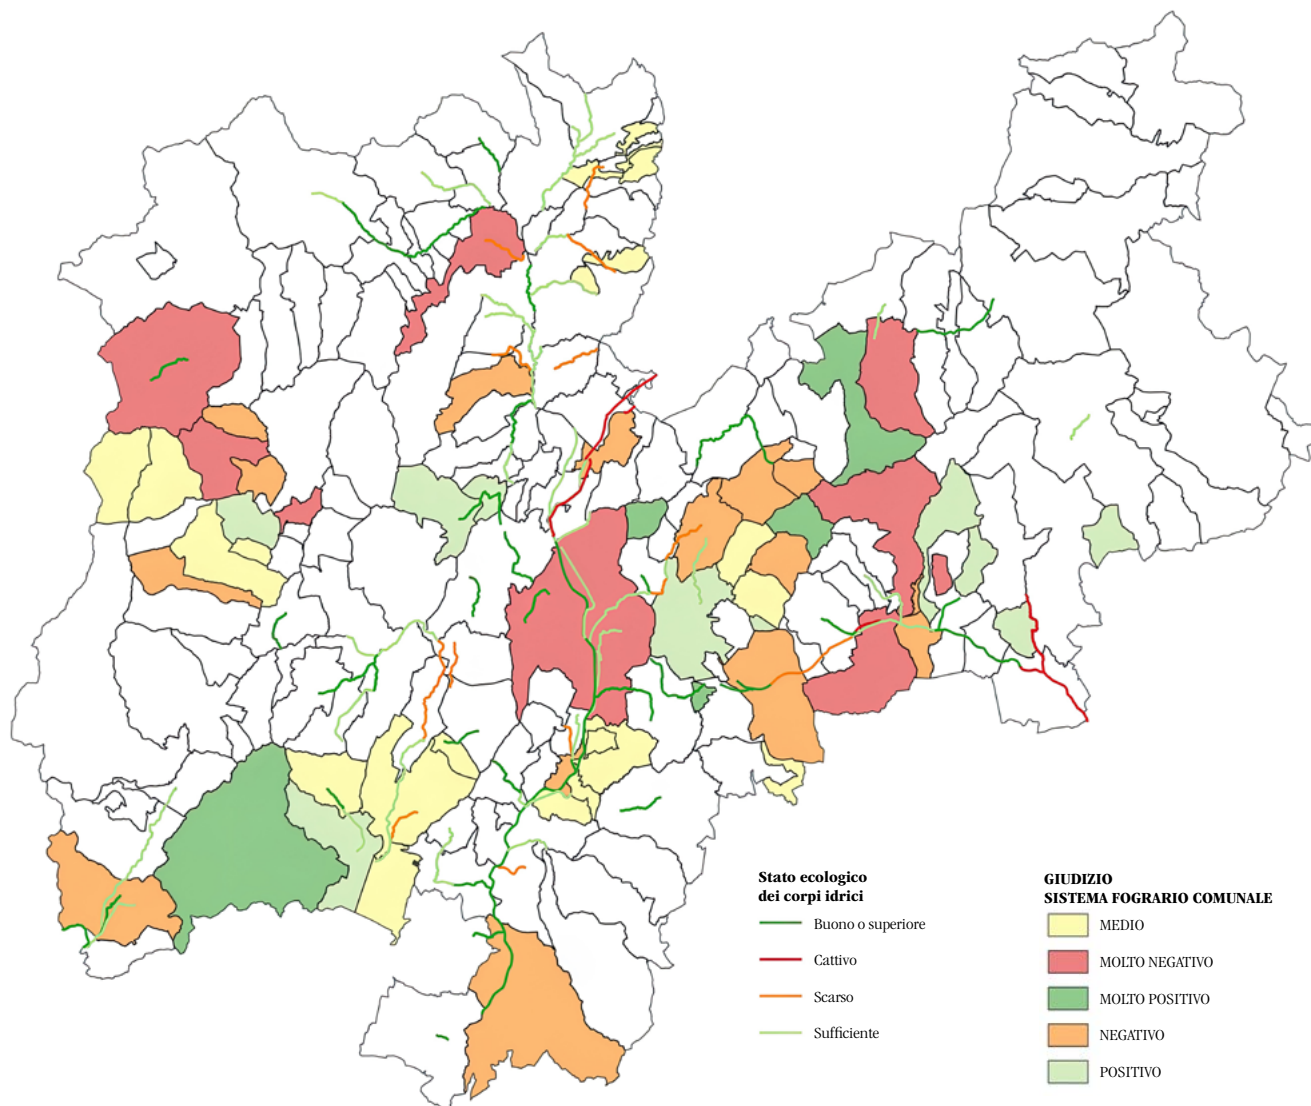 Stato ecologico
dei corpi idrici
Buono o superiore
Cattivo
Scarso
Sufficiente
GIUDIZIO
SISTEMA FOGRARIO COMUNALE
MEDIO
MOLTO NEGATIVO
MOLTO POSITIVO
NEGATIVO
POSITIVO